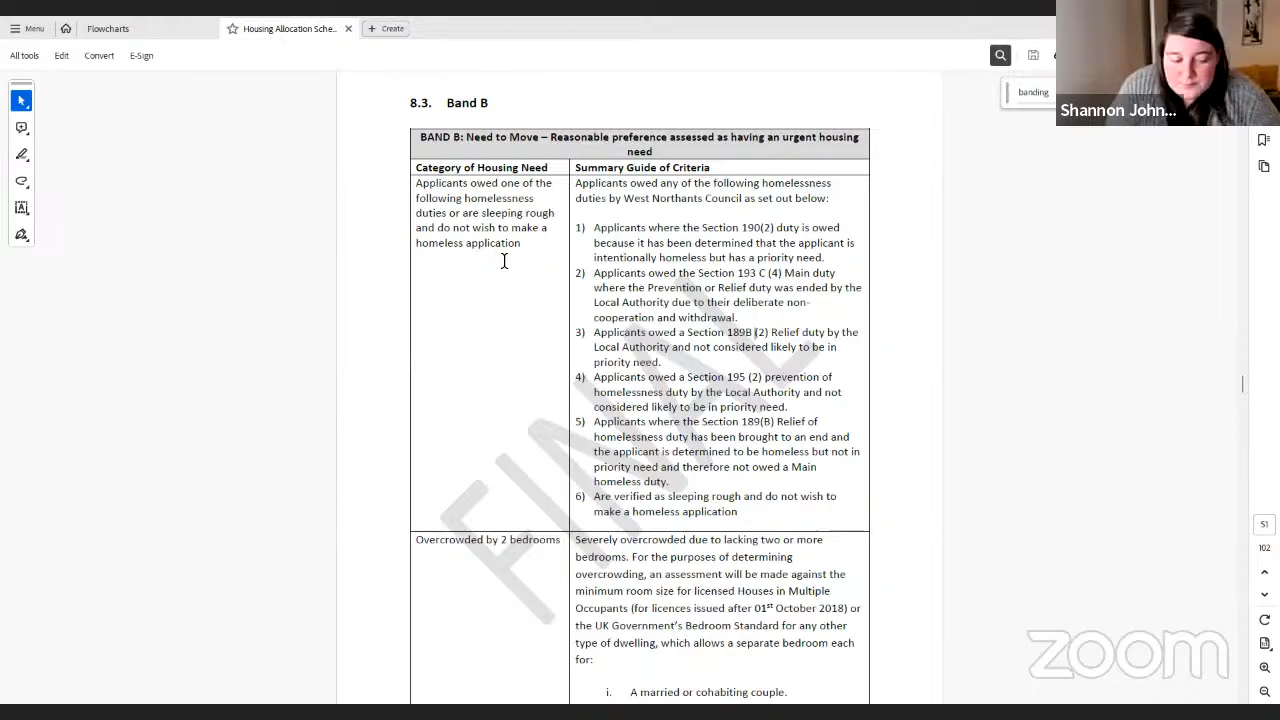 Menu
Flowcharts
Housing Allocation Sche...
Create
All tools
Edit
Convert
E-Sign
banding
Shannon John...
8.3. Band B
BAND B: Need to Move – Reasonable preference assessed as having an urgent housing
need
Category of Housing Need
Summary Guide of Criteria
Applicants owed one of the
following homelessness
duties or are sleeping rough
and do not wish to make a
homeless application
Applicants owed any of the following homelessness
duties by West Northants Council as set out below:
1) Applicants where the Section 190(2) duty is owed
because it has been determined that the applicant is
intentionally homeless but has a priority need.
2) Applicants owed the Section 193 C (4) Main duty
where the Prevention or Relief duty was ended by the
Local Authority due to their deliberate non-
cooperation and withdrawal.
3) Applicants owed a Section 189B (2) Relief duty by the
Local Authority and not considered likely to be in
priority need.
4) Applicants owed a Section 195 (2) prevention of
homelessness duty by the Local Authority and not
considered likely to be in priority need.
5) Applicants where the Section 189(B) Relief of
homelessness duty has been brought to an end and
the applicant is determined to be homeless but not in
priority need and therefore not owed a Main
homeless duty.
6) Are verified as sleeping rough and do not wish to
make a homeless application
Overcrowded by 2 bedrooms
Severely overcrowded due to lacking two or more
bedrooms. For the purposes of determining
overcrowding, an assessment will be made against the
minimum room size for licensed Houses in Multiple
Occupants (for licences issued after 01st October 2018) or
the UK Government's Bedroom Standard for any other
type of dwelling, which allows a separate bedroom each
for:
i. A married or cohabiting couple.
FINAL
51
102
zoom